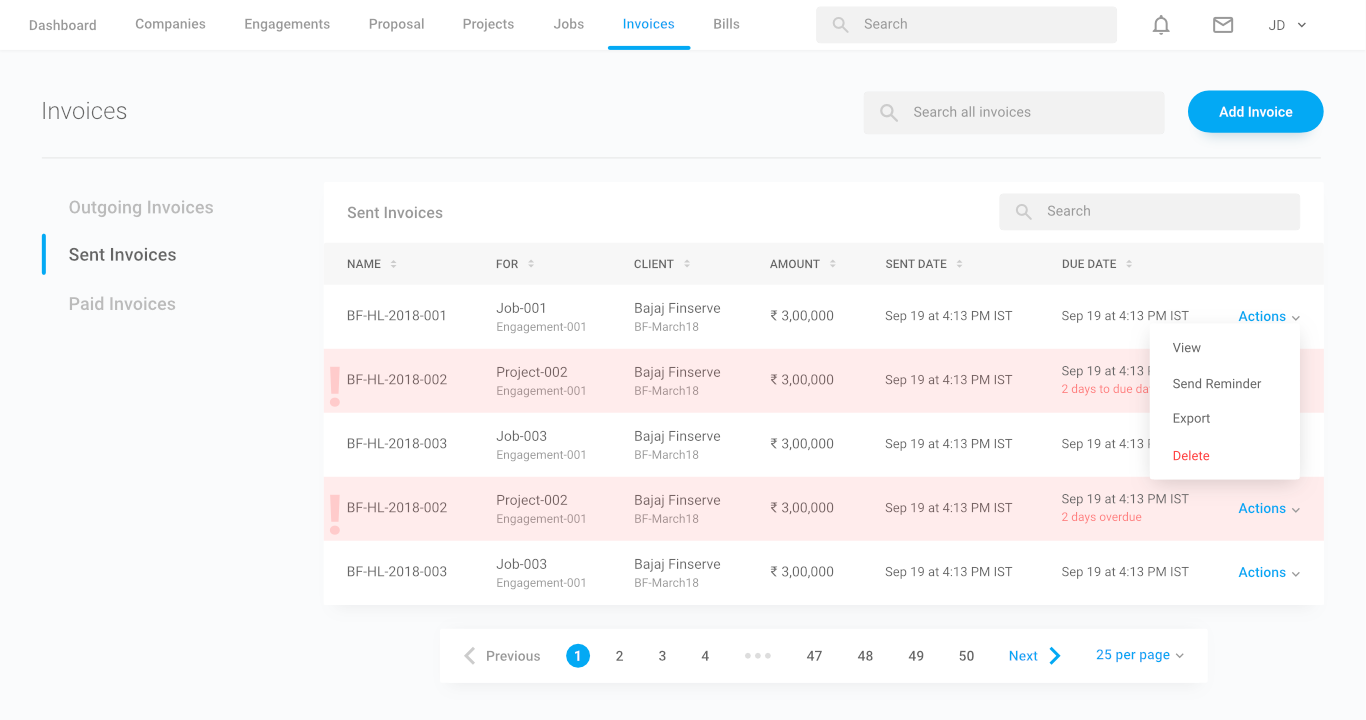 Dashboard Companies Engagements Proposal Projects Jobs Invoices Bills Search JD
Invoices Search all invoices Add Invoice
Outgoing Invoices
Sent Invoices
Paid Invoices
Sent Invoices Search
NAME FOR CLIENT AMOUNT SENT DATE DUE DATE
BF-HL-2018-001 Job-001 Bajaj Finserve ₹ 3,00,000 Sep 19 at 4:13 PM IST Sep 19 at 4:13 PM IST Actions
Engagement-001 BF-March18
View
Send Reminder
Export
Delete
BF-HL-2018-002 Project-002 Bajaj Finserve ₹ 3,00,000 Sep 19 at 4:13 PM IST Sep 19 at 4:13
Engagement-001 BF-March18 2 days to due da
BF-HL-2018-003 Job-003 Bajaj Finserve ₹ 3,00,000 Sep 19 at 4:13 PM IST Sep 19 at 4:13
Engagement-001 BF-March18
BF-HL-2018-002 Project-002 Bajaj Finserve ₹ 3,00,000 Sep 19 at 4:13 PM IST Sep 19 at 4:13 PM IST Actions
Engagement-001 BF-March18 2 days overdue
BF-HL-2018-003 Job-003 Bajaj Finserve ₹ 3,00,000 Sep 19 at 4:13 PM IST Sep 19 at 4:13 PM IST Actions
Engagement-001 BF-March18
Previous 1 2 3 4 ••• 47 48 49 50 Next 25 per page